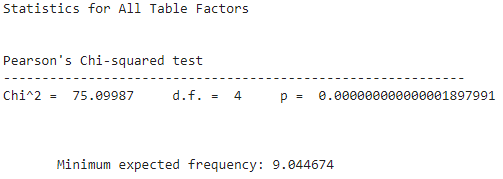 Statistics for All Table Factors
Pearson's Chi-squared test
------------------------------------------------------------
Chi^2 = 75.09987 d.f. = 4 p = 0.000000000000001897991
Minimum expected frequency: 9.044674